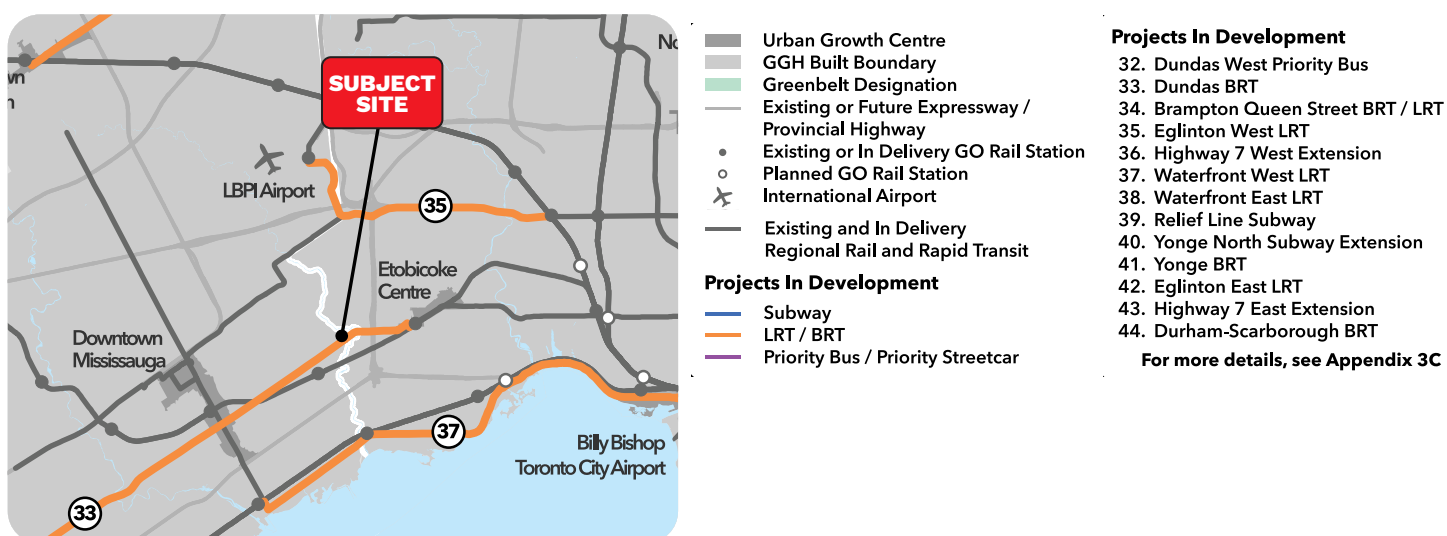 SUBJECT
SITE
LBPI Airport
35
Etobicoke
Centre
Downtown
Mississauga
37
Billy Bishop
Toronto City Airport
33
Urban Growth Centre
GGH Built Boundary
Greenbelt Designation
Existing or Future Expressway /
Provincial Highway
Existing or In Delivery GO Rail Station
Planned GO Rail Station
International Airport
Existing and In Delivery
Regional Rail and Rapid Transit
Projects In Development
Subway
LRT / BRT
Priority Bus / Priority Streetcar
Projects In Development
32. Dundas West Priority Bus
33. Dundas BRT
34. Brampton Queen Street BRT / LRT
35. Eglinton West LRT
36. Highway 7 West Extension
37. Waterfront West LRT
38. Waterfront East LRT
39. Relief Line Subway
40. Yonge North Subway Extension
41. Yonge BRT
42. Eglinton East LRT
43. Highway 7 East Extension
44. Durham-Scarborough BRT
For more details, see Appendix 3C